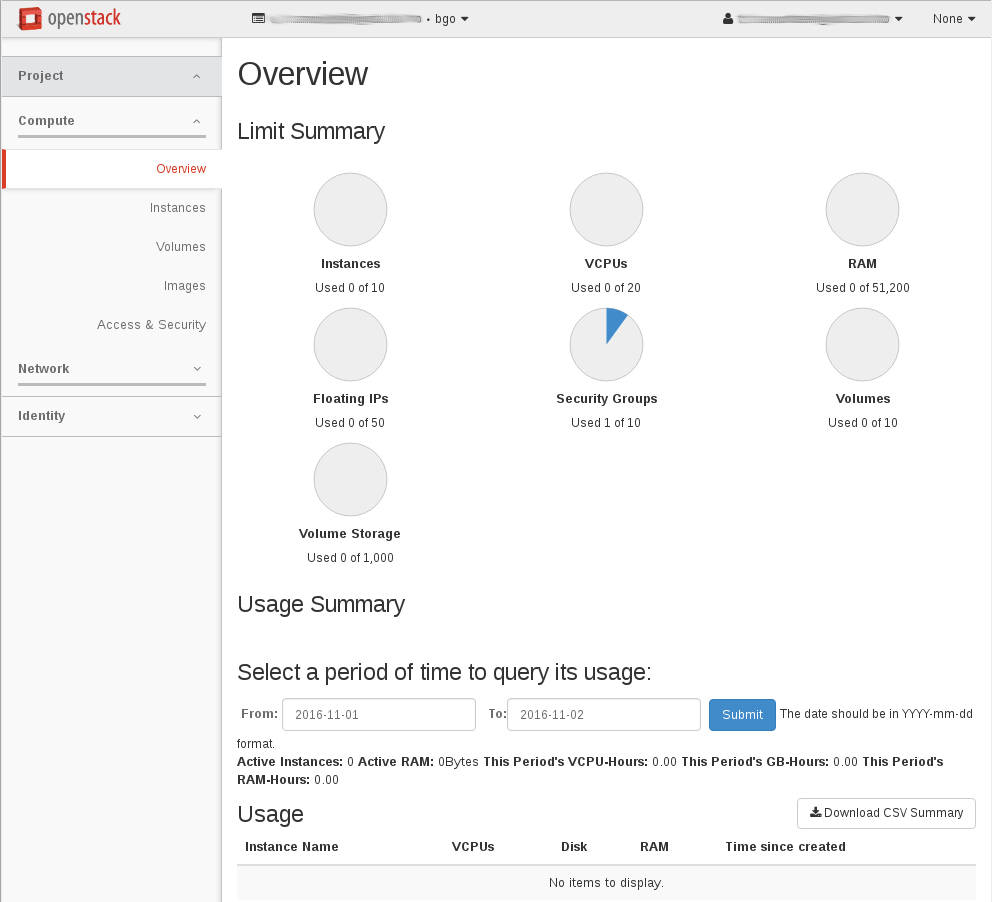 openstack • bgo None
Project
Compute
Overview
Instances
Volumes
Images
Access & Security
Network
Identity
Overview
Limit Summary
Instances VCPUs RAM
Used 0 of 10 Used 0 of 20 Used 0 of 51,200
Floating IPs Security Groups Volumes
Used 0 of 50 Used 1 of 10 Used 0 of 10
Volume Storage
Used 0 of 1,000
Usage Summary
Select a period of time to query its usage:
From: 2016-11-01 To: 2016-11-02 Submit The date should be in YYYY-mm-dd
format.
Active Instances: 0 Active RAM: 0Bytes This Period's VCPU-Hours: 0.00 This Period's GB-Hours: 0.00 This Period's
RAM-Hours: 0.00
Usage Download CSV Summary
Instance Name VCPUs Disk RAM Time since created
No items to display.